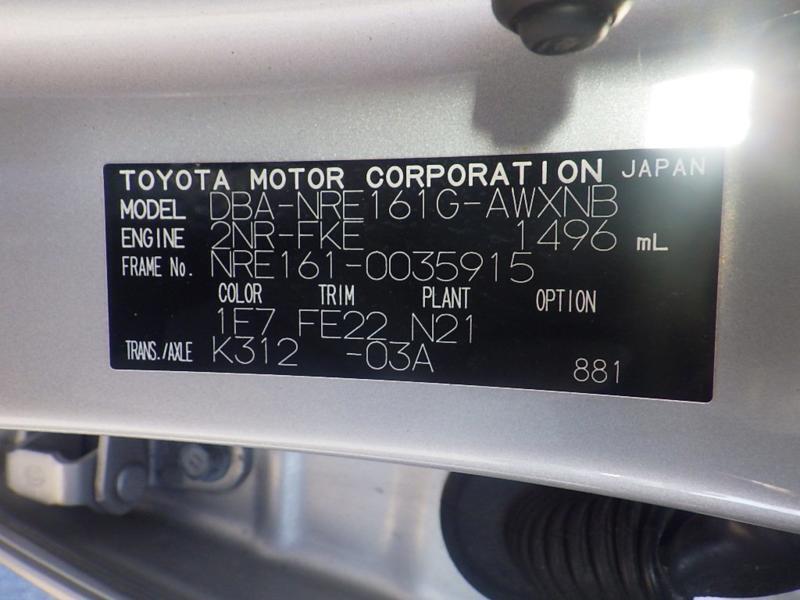 TOYOTA MOTOR CORPORATION JAPAN
MODEL DBA-NRE161G-AWXNB
ENGINE 2NR-FKE 1496 mL
FRAME No. NRE161-0035915
COLOR TRIM PLANT OPTION
1F7 FE22 N21
TRANS./AXLE K312 -03A
881